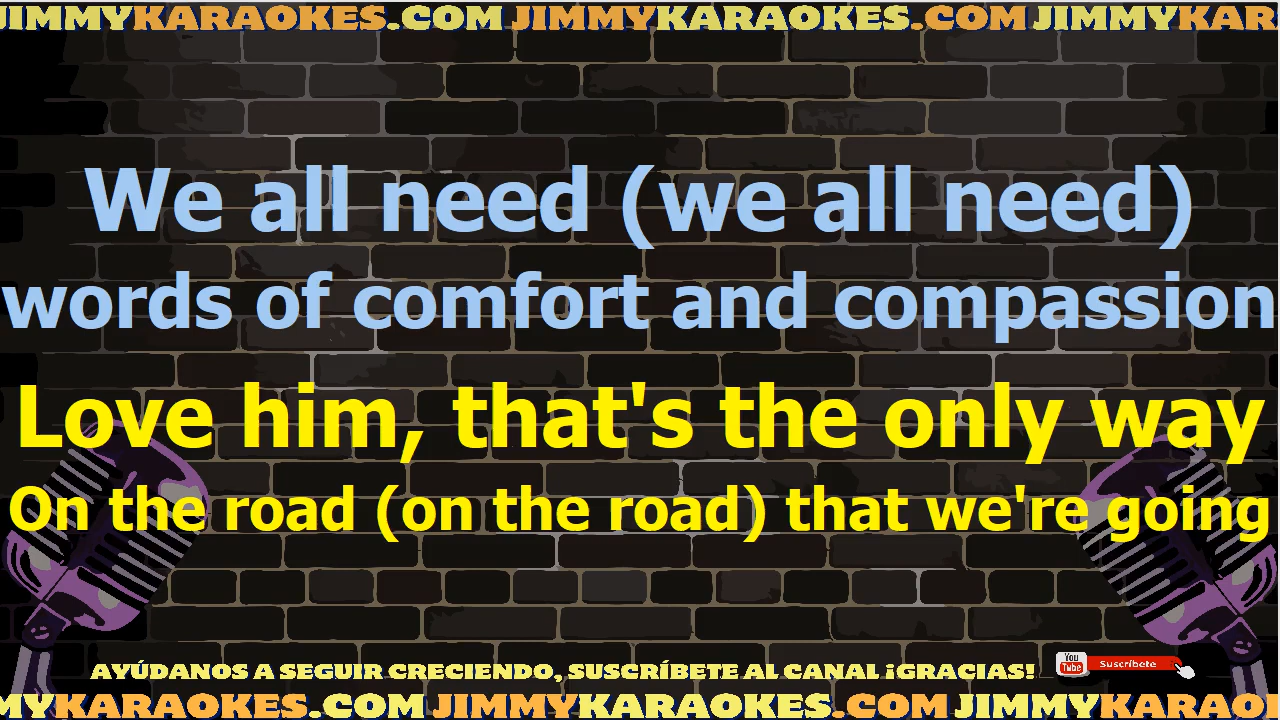 JIMMYKARAOKES.COM JIMMYKARAOKES.COM JIMMYKAR
We all need (we all need)
words of comfort and compassion
Love him, that's the only way
On the road (on the road) that we're going
AYÚDANOS A SEGUIR CRECIENDO, SUSCRÍBETE AL CANAL ¡GRACIAS!
You Tube Suscríbete
MYKARAOKES.COM JIMMYKARAOKES.COM JIMMYKARAO